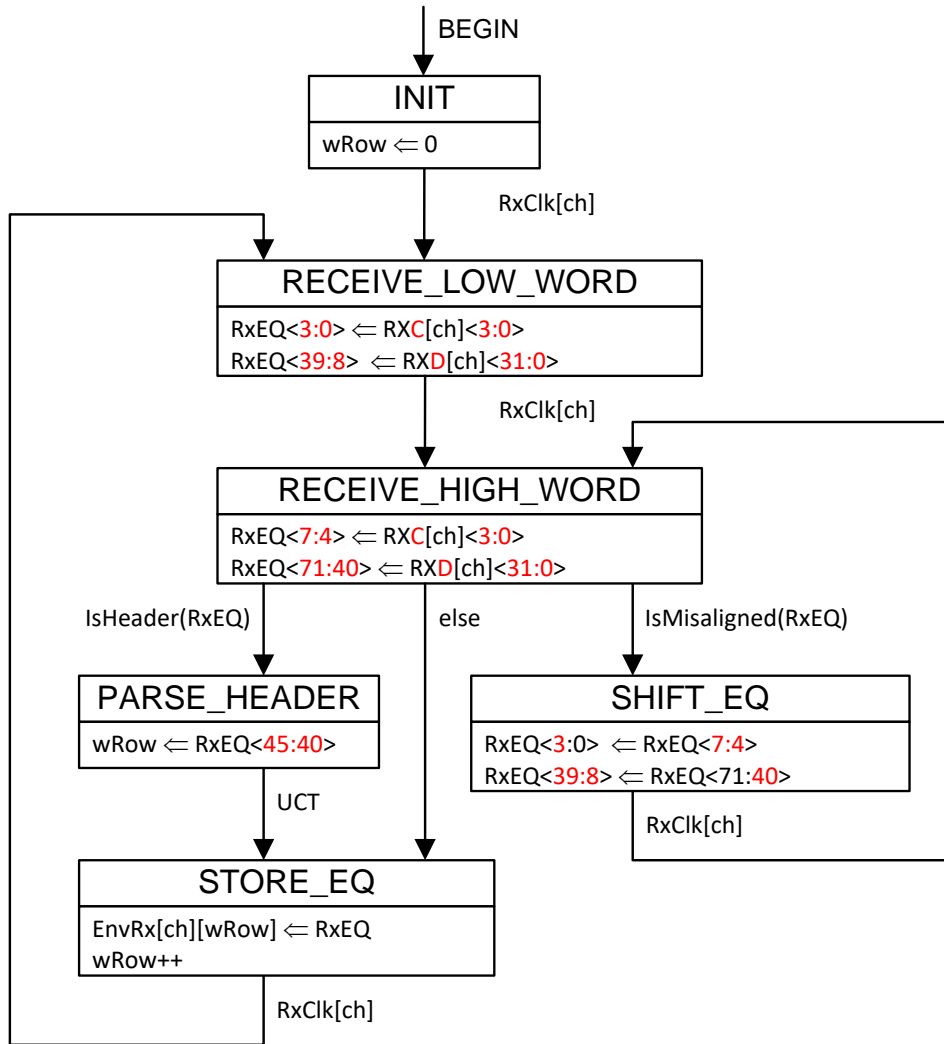 BEGIN
INIT
wRow ⇐ 0
RxClk[ch]
RECEIVE_LOW_WORD
RxEQ<3:0> ⇐ RXC[ch]<3:0>
RxEQ<39:8> ⇐ RXD[ch]<31:0>
RxClk[ch]
RECEIVE_HIGH_WORD
RxEQ<7:4> ⇐ RXC[ch]<3:0>
RxEQ<71:40> ⇐ RXD[ch]<31:0>
IsHeader(RxEQ)
else
IsMisaligned(RxEQ)
PARSE_HEADER
wRow ⇐ RxEQ<45:40>
SHIFT_EQ
RxEQ<3:0> ⇐ RxEQ<7:4>
RxEQ<39:8> ⇐ RxEQ<71:40>
UCT
RxClk[ch]
STORE_EQ
EnvRx[ch][wRow] ⇐ RxEQ
wRow++
RxClk[ch]